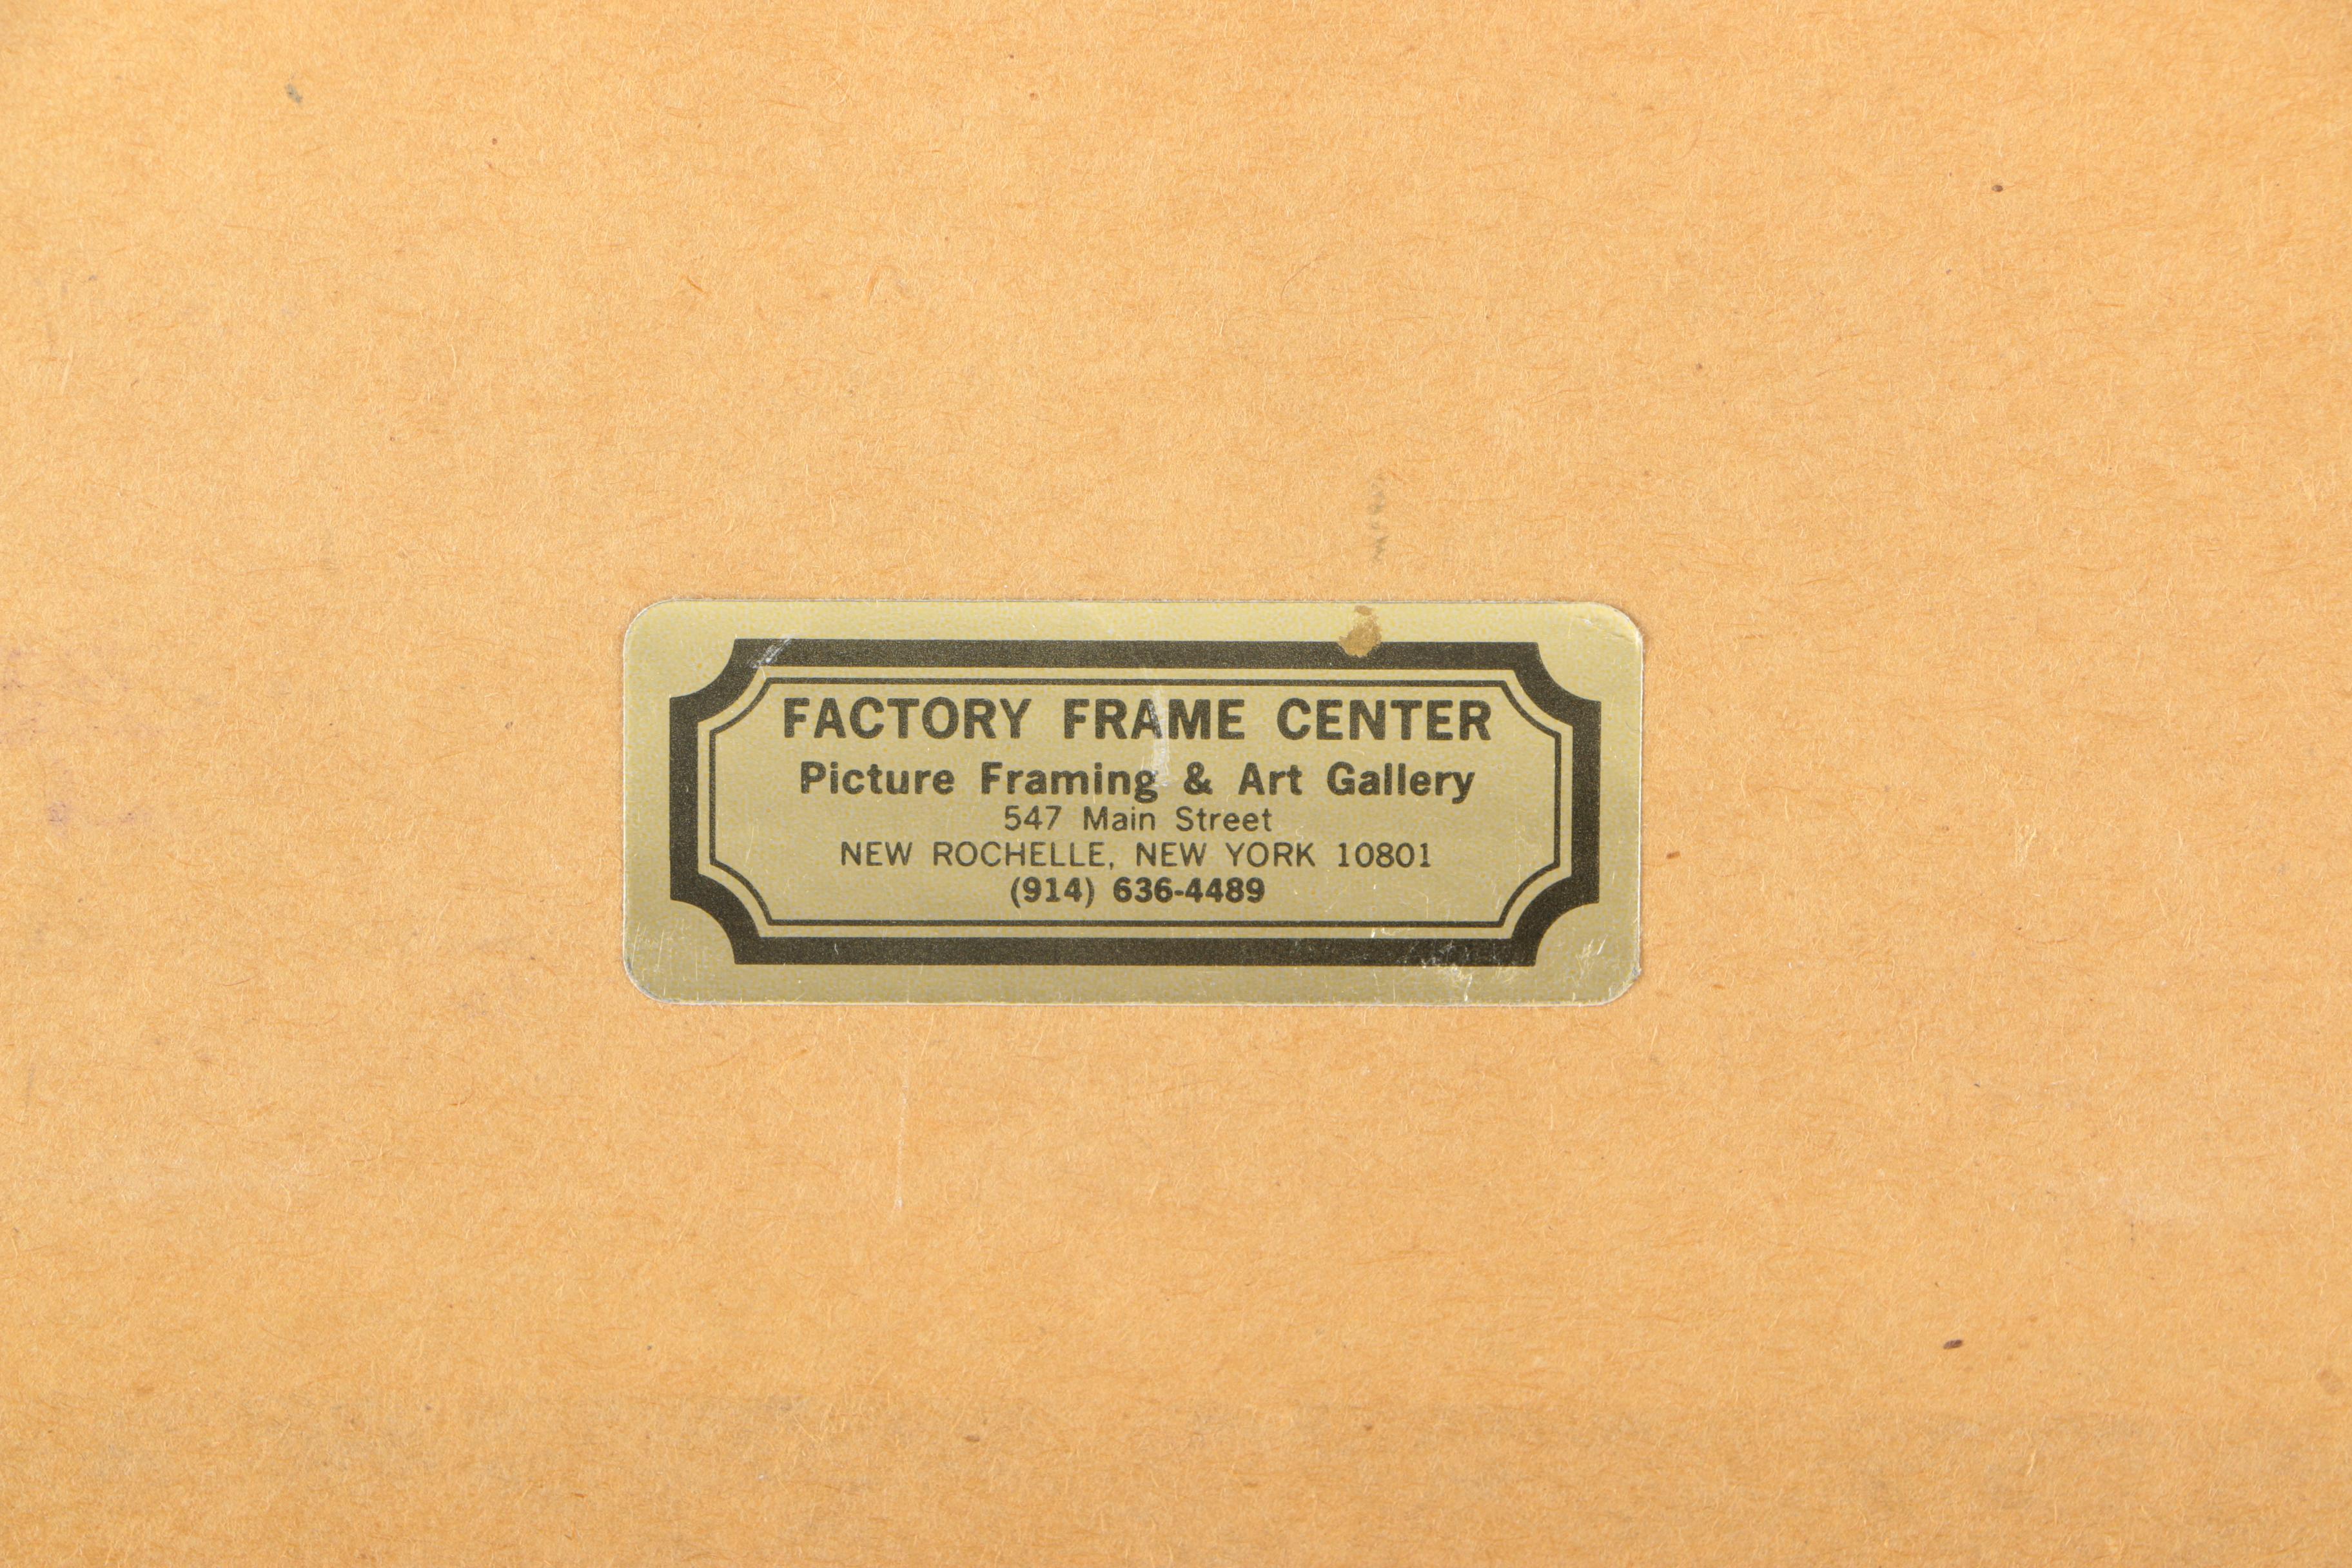 FACTORY FRAME CENTER
Picture Framing & Art Gallery
547 Main Street
NEW ROCHELLE, NEW YORK 10801
(914) 636-4489